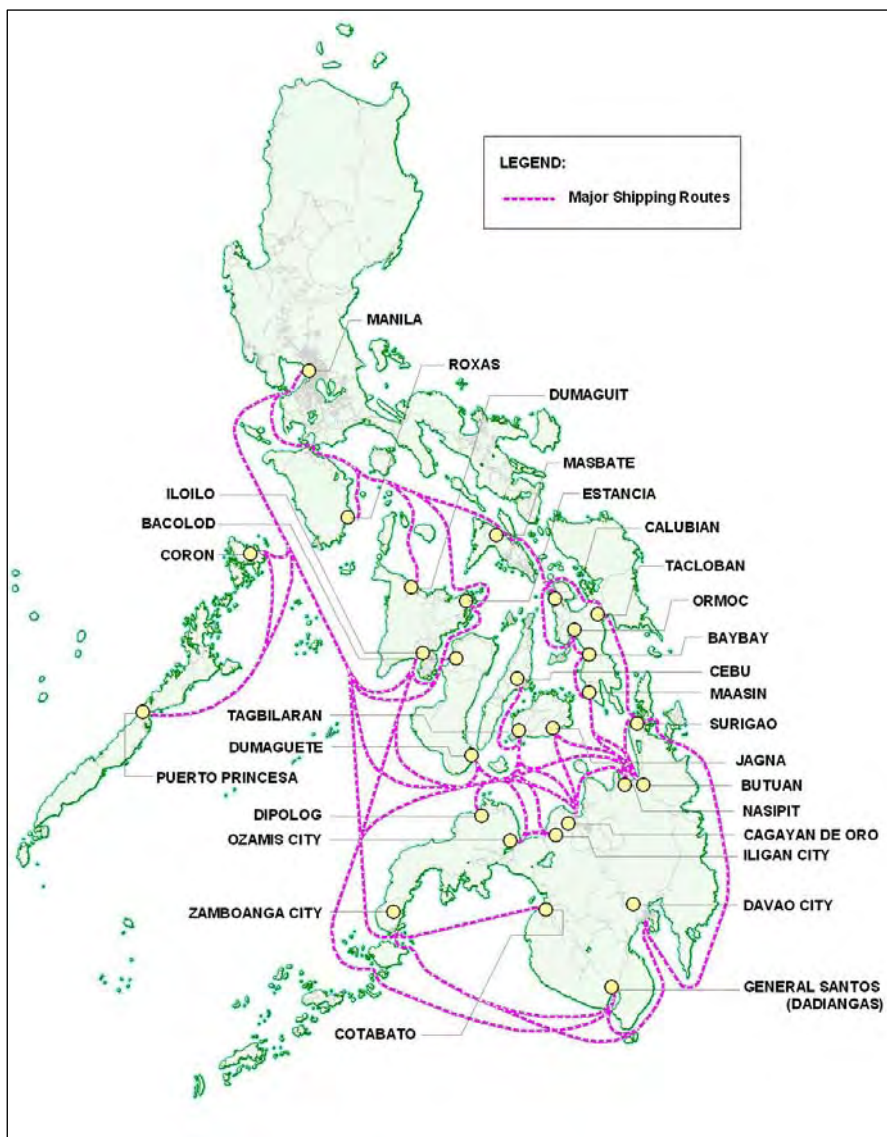 LEGEND:
Major Shipping Routes
MANILA
ROXAS
DUMAGUIT
MASBATE
ESTANCIA
ILOILO
BACOLOD
CORON
CALUBIAN
TACLOBAN
ORMOC
BAYBAY
CEBU
MAASIN
TAGBILARAN
SURIGAO
DUMAGUETE
JAGNA
PUERTO PRINCESA
BUTUAN
NASIPIT
DIPOLOG
CAGAYAN DE ORO
OZAMIS CITY
ILIGAN CITY
ZAMBOANGA CITY
DAVAO CITY
GENERAL SANTOS
(DADIANGAS)
COTABATO